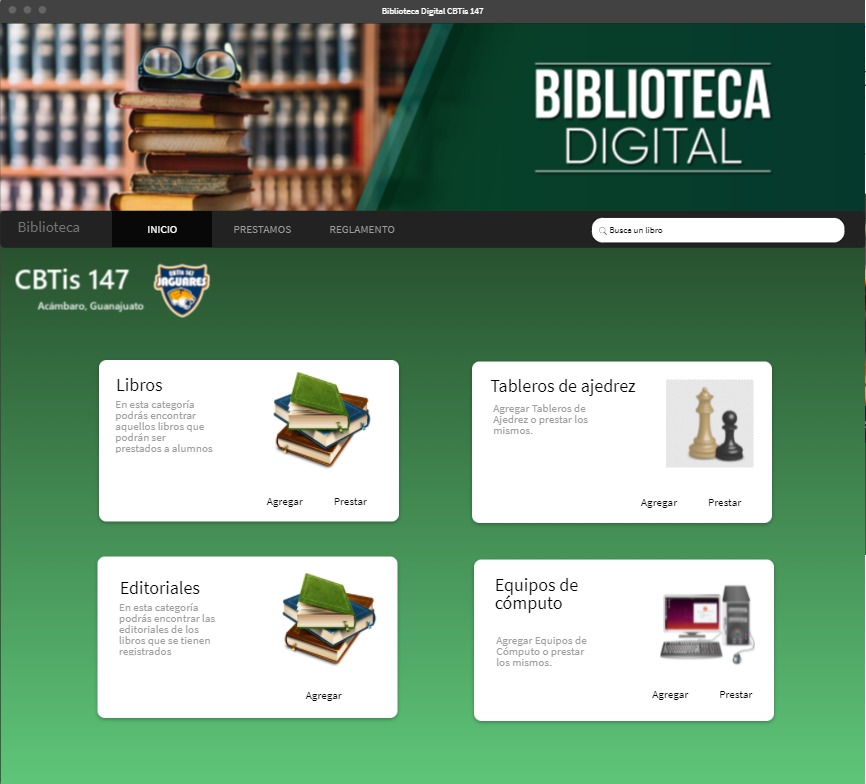 Biblioteca Digital CBTis 147
BIBLIOTECA
DIGITAL
Biblioteca
INICIO
PRESTAMOS
REGLAMENTO
Busca un libro
CBTis 147
Acámbaro, Guanajuato
CBTis 147
JAGUARES
Libros
En esta categoría
podrás encontrar
aquellos libros que
podrán ser
prestados a alumnos
Agregar
Prestar
Tableros de ajedrez
Agregar Tableros de
Ajedrez o prestar los
mismos.
Agregar
Prestar
Editoriales
En esta categoría
podrás encontrar las
editoriales de los
libros que se tienen
registrados
Agregar
Equipos de
cómputo
Agregar Equipos de
Cómputo o prestar
los mismos.
Agregar
Prestar